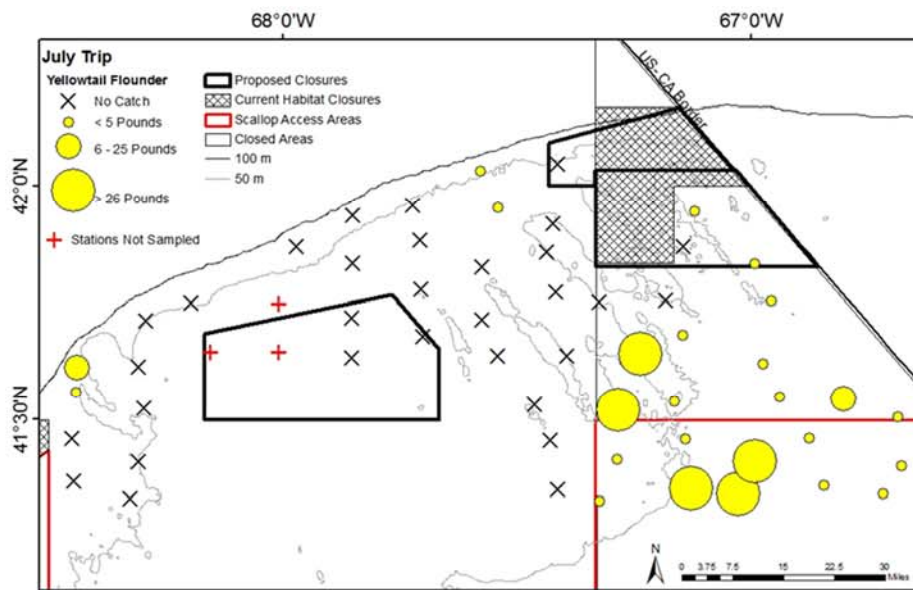 68°0'W
67°0'W
July Trip
Yellowtail Flounder
No Catch
< 5 Pounds
6 - 25 Pounds
> 26 Pounds
Stations Not Sampled
Proposed Closures
Current Habitat Closures
Scallop Access Areas
Closed Areas
100 m
50 m
US- CA Border
42°0'N
41°30'N
N
0 3.75 7.5 15 22.5 30
Miles